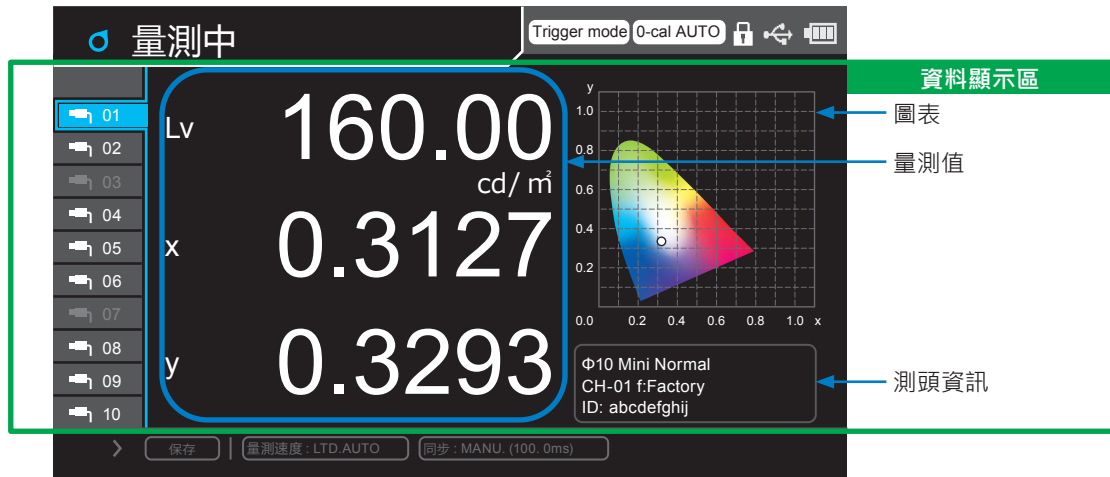 量測中
Trigger mode 0-cal AUTO
資料顯示區
01
02
03
04
05
06
07
08
09
10
Lv 160.00
cd/㎡
x 0.3127
y 0.3293
y
1.0
0.8
0.6
0.4
0.2
0.0 0.2 0.4 0.6 0.8 1.0 x
圖表
量測值
Φ10 Mini Normal
CH-01 f:Factory
ID: abcdefghij
測頭資訊
保存 量測速度 : LTD.AUTO 同步 : MANU. (100. 0ms)